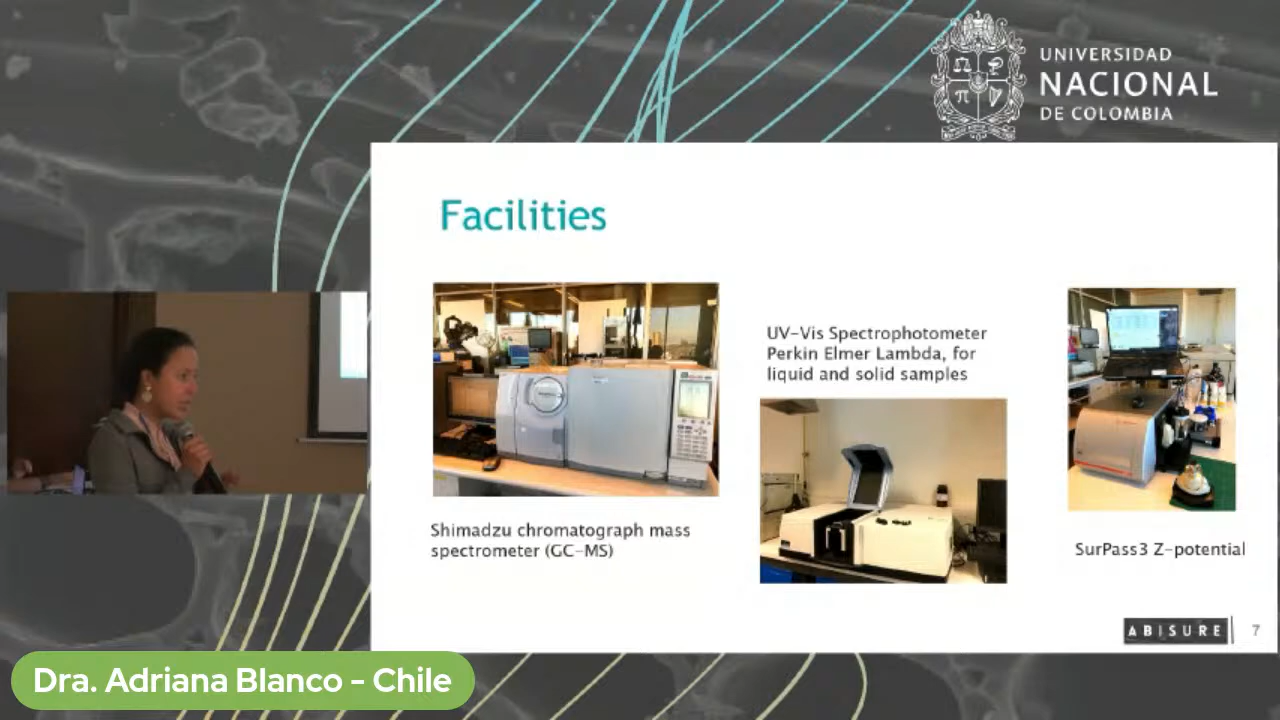 UNIVERSIDAD
NACIONAL
DE COLOMBIA
Facilities
UV-Vis Spectrophotometer
Perkin Elmer Lambda, for
liquid and solid samples
Shimadzu chromatograph mass
spectrometer (GC-MS)
SurPass3 Z-potential
ABISURE
7
Dra. Adriana Blanco - Chile